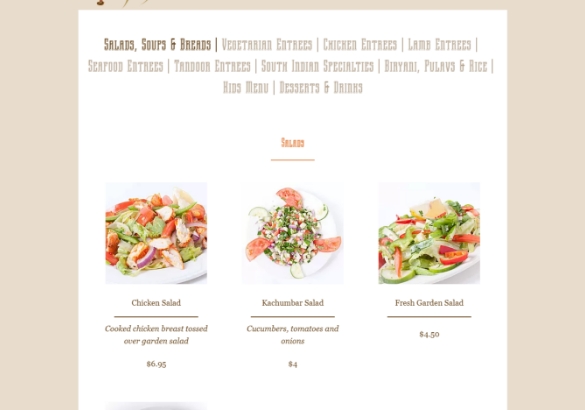 Salads, Soups & Breads | Vegetarian Entrees | Chicken Entrees | Lamb Entrees |
Seafood Entrees | Tandoor Entrees | South Indian Specialties | Biryani, Pulavs & Rice |
Kids Menu | Desserts & Drinks
Salads
Chicken Salad
Cooked chicken breast tossed
over garden salad
$6.95
Kachumbar Salad
Cucumbers, tomatoes and
onions
$4
Fresh Garden Salad
$4.50